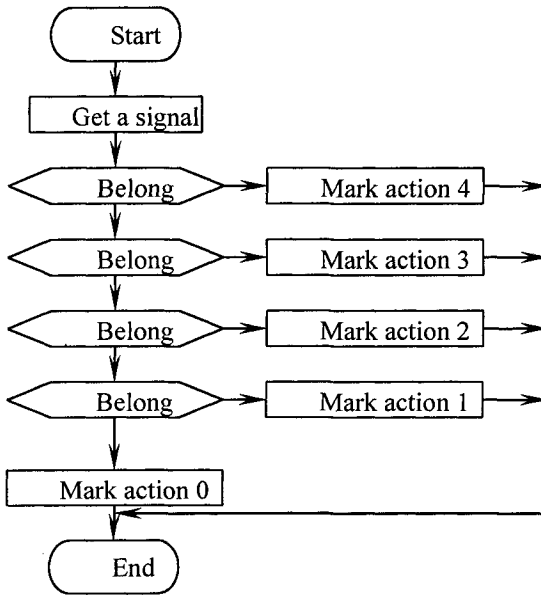 Start
Get a signal
Belong
Mark action 4
Belong
Mark action 3
Belong
Mark action 2
Belong
Mark action 1
Mark action 0
End